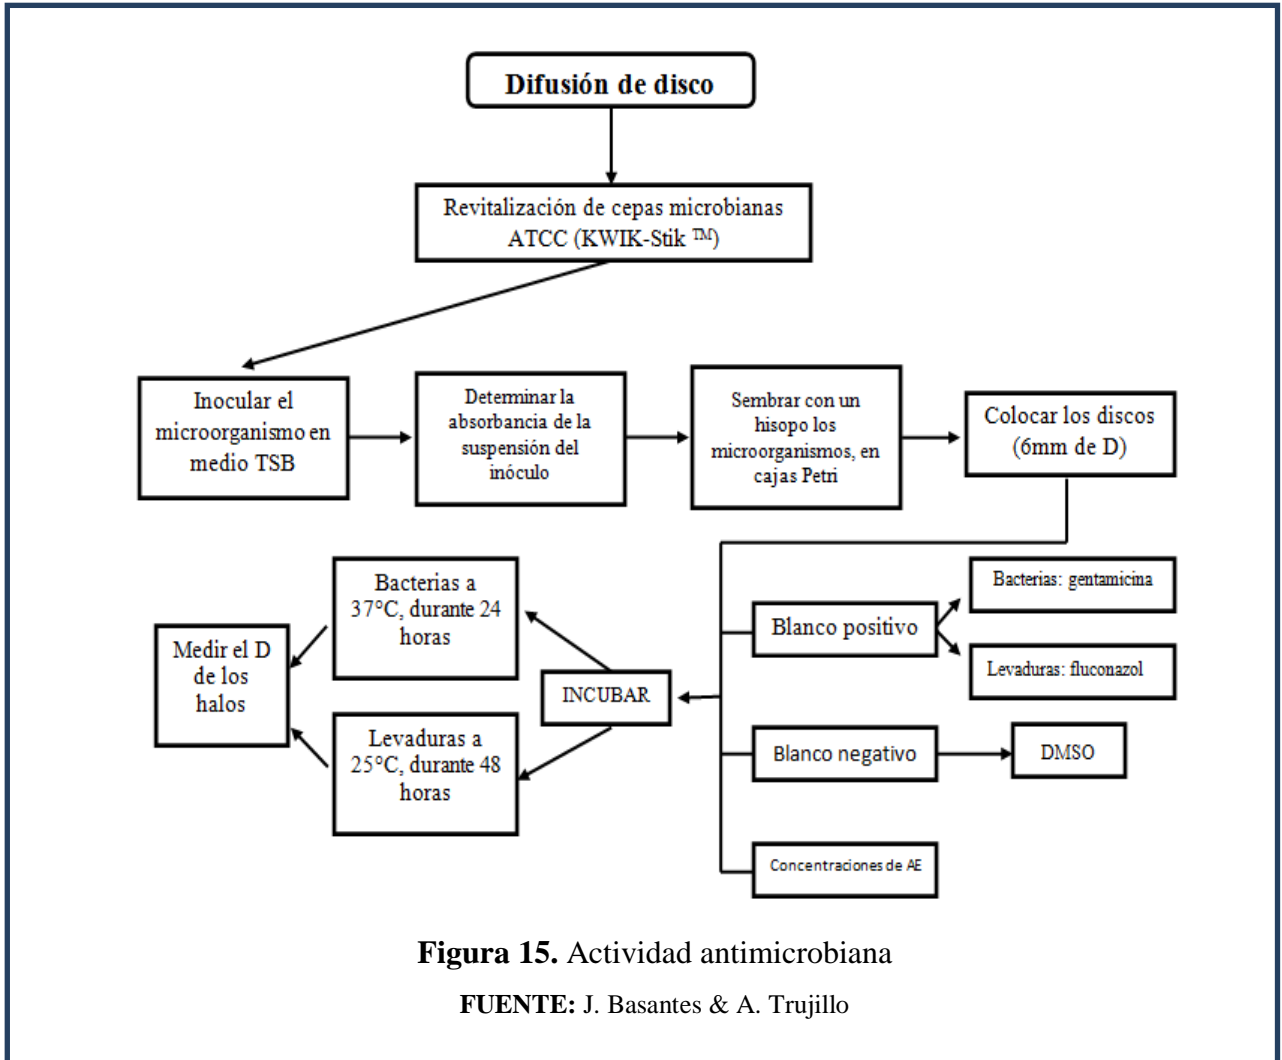 Difusión de disco
Revitalización de cepas microbianas
ATCC (KWIK-Stik ™)
Inocular el
microorganismo en
medio TSB
Determinar la
absorbancia de la
suspensión del
inóculo
Sembrar con un
hisopo los
microorganismos, en
cajas Petri
Colocar los discos
(6mm de D)
Blanco positivo
Bacterias: gentamicina
Levaduras: fluconazol
Blanco negativo
DMSO
Concentraciones de AE
INCUBAR
Bacterias a
37°C, durante 24
horas
Levaduras a
25°C, durante 48
horas
Medir el D
de los
halos
Figura 15. Actividad antimicrobiana
FUENTE: J. Basantes & A. Trujillo